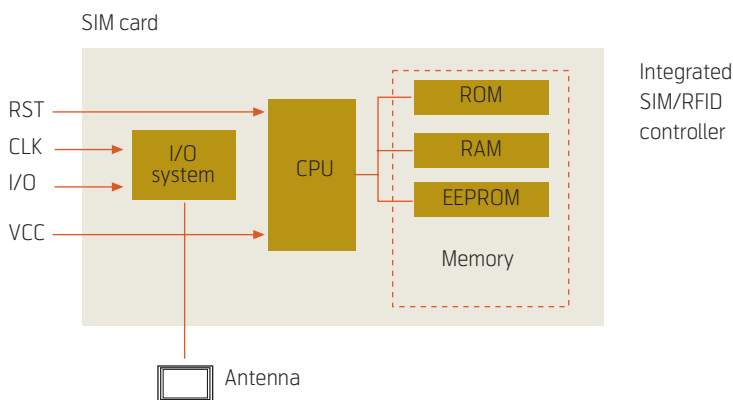 SIM card
Integrated
SIM/RFID
controller
RST
CLK
I/O
VCC
I/O
system
CPU
ROM
RAM
EEPROM
Memory
Antenna